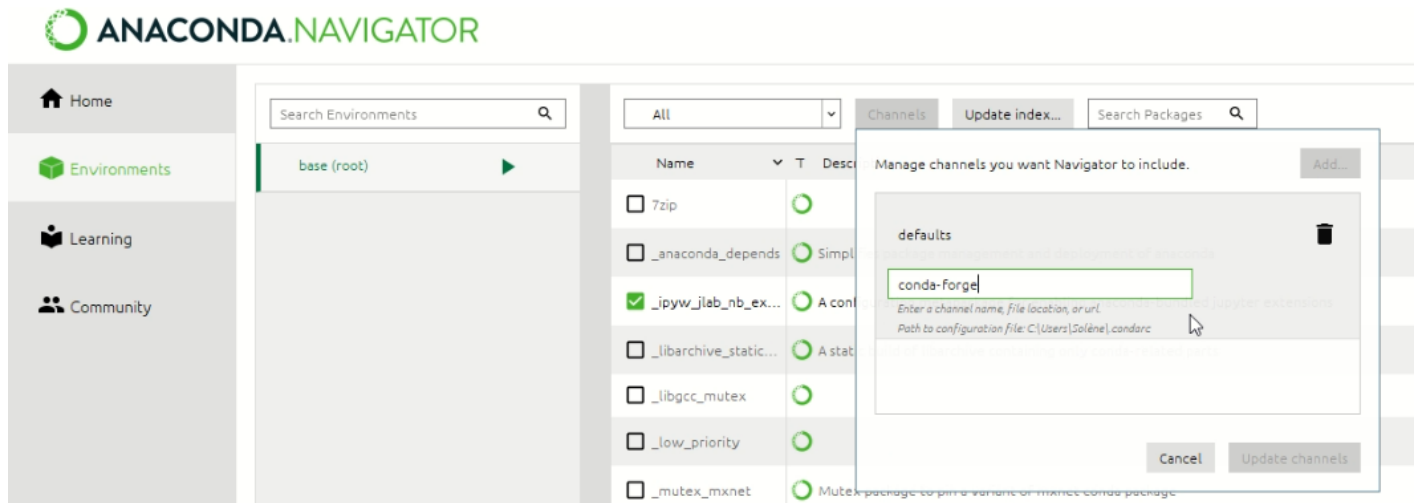 ANACONDA.NAVIGATOR
Home
Environments
Learning
Community
Search Environments
base (root)
All
Channels
Update index...
Search Packages
Name
T
Descr
7zip
_anaconda_depends
Simpl
_ipyw_jlab_nb_ex...
A conf
_libarchive_static...
A stat
_libgcc_mutex
_low_priority
_mutex_mxnet
Mutex package to pin a variant of mxnet conda package
Manage channels you want Navigator to include.
Add...
defaults
conda-forge
Enter a channel name, file location, or url.
Path to configuration file: C:\Users\Solène\.condarc
Cancel
Update channels